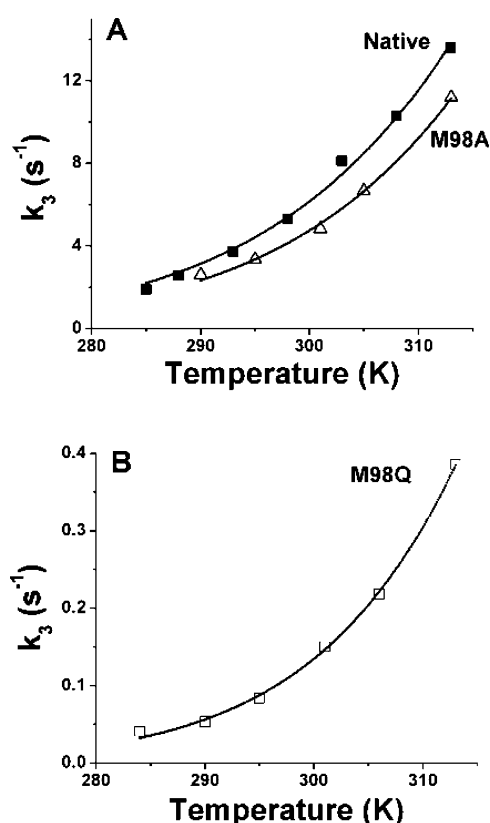 A
Native
M98A
12
8
4
0
k₃ (s⁻¹)
280 290 300 310
Temperature (K)
B
M98Q
0.4
0.3
0.2
0.1
0.0
k₃ (s⁻¹)
280 290 300 310
Temperature (K)